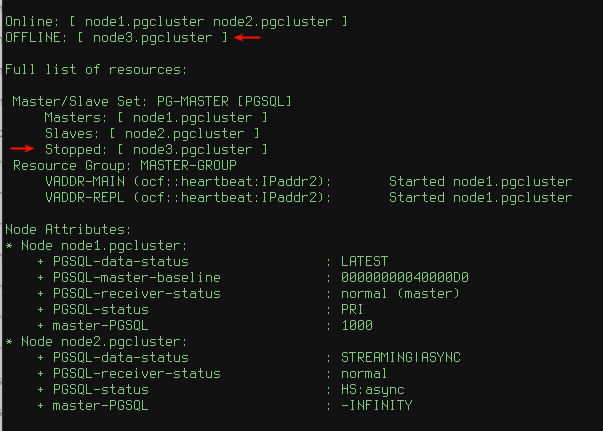 Online: [ node1.pgcluster node2.pgcluster ]
OFFLINE: [ node3.pgcluster ]
Full list of resources:
Master/Slave Set: PG-MASTER [PGSQL]
Masters: [ node1.pgcluster ]
Slaves: [ node2.pgcluster ]
Stopped: [ node3.pgcluster ]
Resource Group: MASTER-GROUP
VADDR-MAIN (ocf::heartbeat:IPaddr2): Started node1.pgcluster
VADDR-REPL (ocf::heartbeat:IPaddr2): Started node1.pgcluster
Node Attributes:
* Node node1.pgcluster:
+ PGSQL-data-status : LATEST
+ PGSQL-master-baseline : 00000000040000D0
+ PGSQL-receiver-status : normal (master)
+ PGSQL-status : PRI
+ master-PGSQL : 1000
* Node node2.pgcluster:
+ PGSQL-data-status : STREAMING|ASYNC
+ PGSQL-receiver-status : normal
+ PGSQL-status : HS:async
+ master-PGSQL : -INFINITY